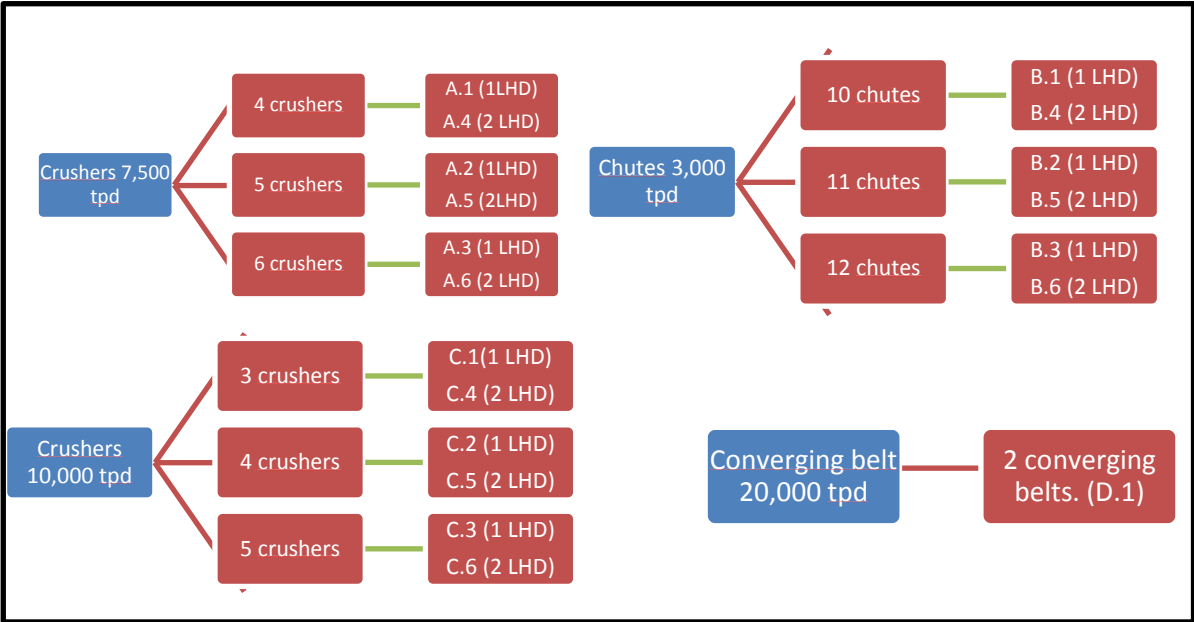 Crushers 7,500
tpd
4 crushers
A.1 (1LHD)
A.4 (2 LHD)
5 crushers
A.2 (1LHD)
A.5 (2LHD)
6 crushers
A.3 (1 LHD)
A.6 (2 LHD)
Chutes 3,000
tpd
10 chutes
B.1 (1 LHD)
B.4 (2 LHD)
11 chutes
B.2 (1 LHD)
B.5 (2 LHD)
12 chutes
B.3 (1 LHD)
B.6 (2 LHD)
Crushers
10,000 tpd
3 crushers
C.1(1 LHD)
C.4 (2 LHD)
4 crushers
C.2 (1 LHD)
C.5 (2 LHD)
5 crushers
C.3 (1 LHD)
C.6 (2 LHD)
Converging belt
20,000 tpd
2 converging
belts. (D.1)